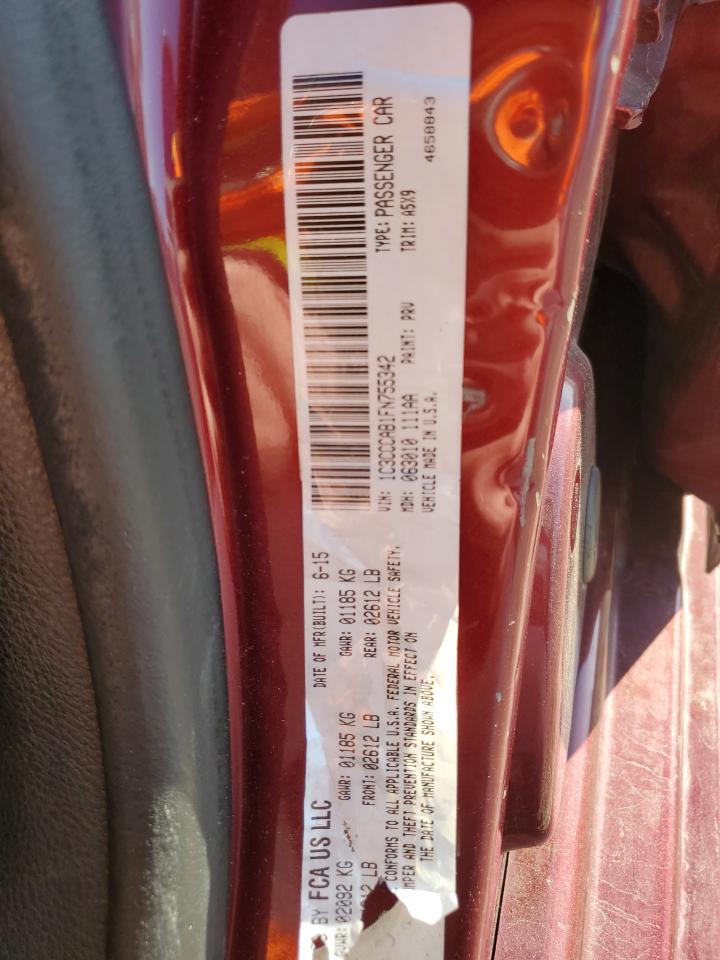 BY FCA US LLC DATE OF MFR(BUILT): 6-15
GVWR: 02092 KG GAWR: 01185 KG GAWR: 01185 KG
LB FRONT: 02612 LB REAR: 02612 LB
CONFORMS TO ALL APPLICABLE U.S.A. FEDERAL MOTOR VEHICLE SAFETY,
MPER AND THEFT PREVENTION STANDARDS IN EFFECT ON
THE DATE OF MANUFACTURE SHOWN ABOVE.
VIN: 1C3CCCAB1FN755342 TYPE: PASSENGER CAR
MDH: 063010 111AA PAINT: PRV TRIM: A5X9
VEHICLE MADE IN U.S.A.
4658843